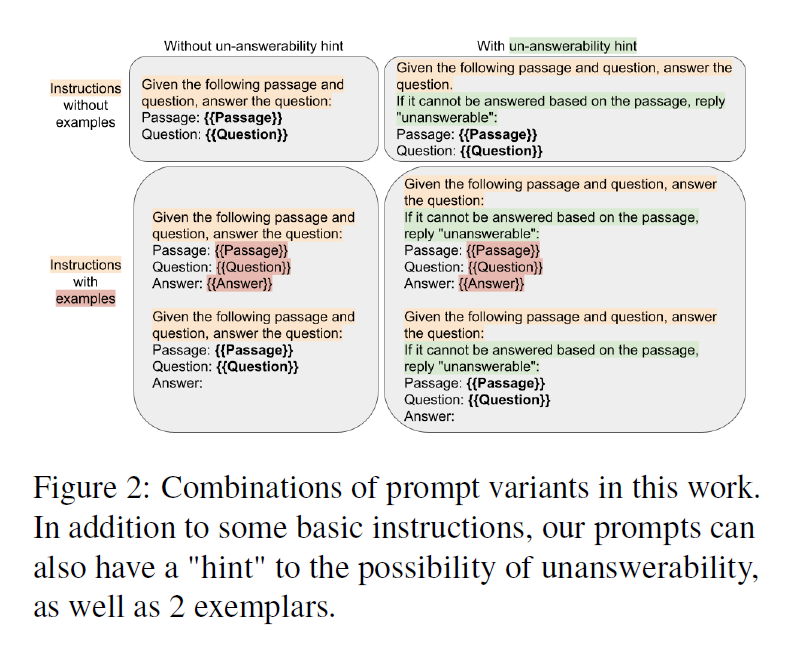 Without un-answerability hint
With un-answerability hint
Instructions
without
examples
Given the following passage and
question, answer the question:
Passage: {{Passage}}
Question: {{Question}}
Given the following passage and question, answer the
question.
If it cannot be answered based on the passage, reply
"unanswerable":
Passage: {{Passage}}
Question: {{Question}}
Instructions
with
examples
Given the following passage and
question, answer the question:
Passage: {{Passage}}
Question: {{Question}}
Answer: {{Answer}}
Given the following passage and
question, answer the question:
Passage: {{Passage}}
Question: {{Question}}
Answer:
Given the following passage and question, answer
the question:
If it cannot be answered based on the passage,
reply "unanswerable":
Passage: {{Passage}}
Question: {{Question}}
Answer: {{Answer}}
Given the following passage and question, answer
the question:
If it cannot be answered based on the passage,
reply "unanswerable":
Passage: {{Passage}}
Question: {{Question}}
Answer:
Figure 2: Combinations of prompt variants in this work.
In addition to some basic instructions, our prompts can
also have a "hint" to the possibility of unanswerability,
as well as 2 exemplars.